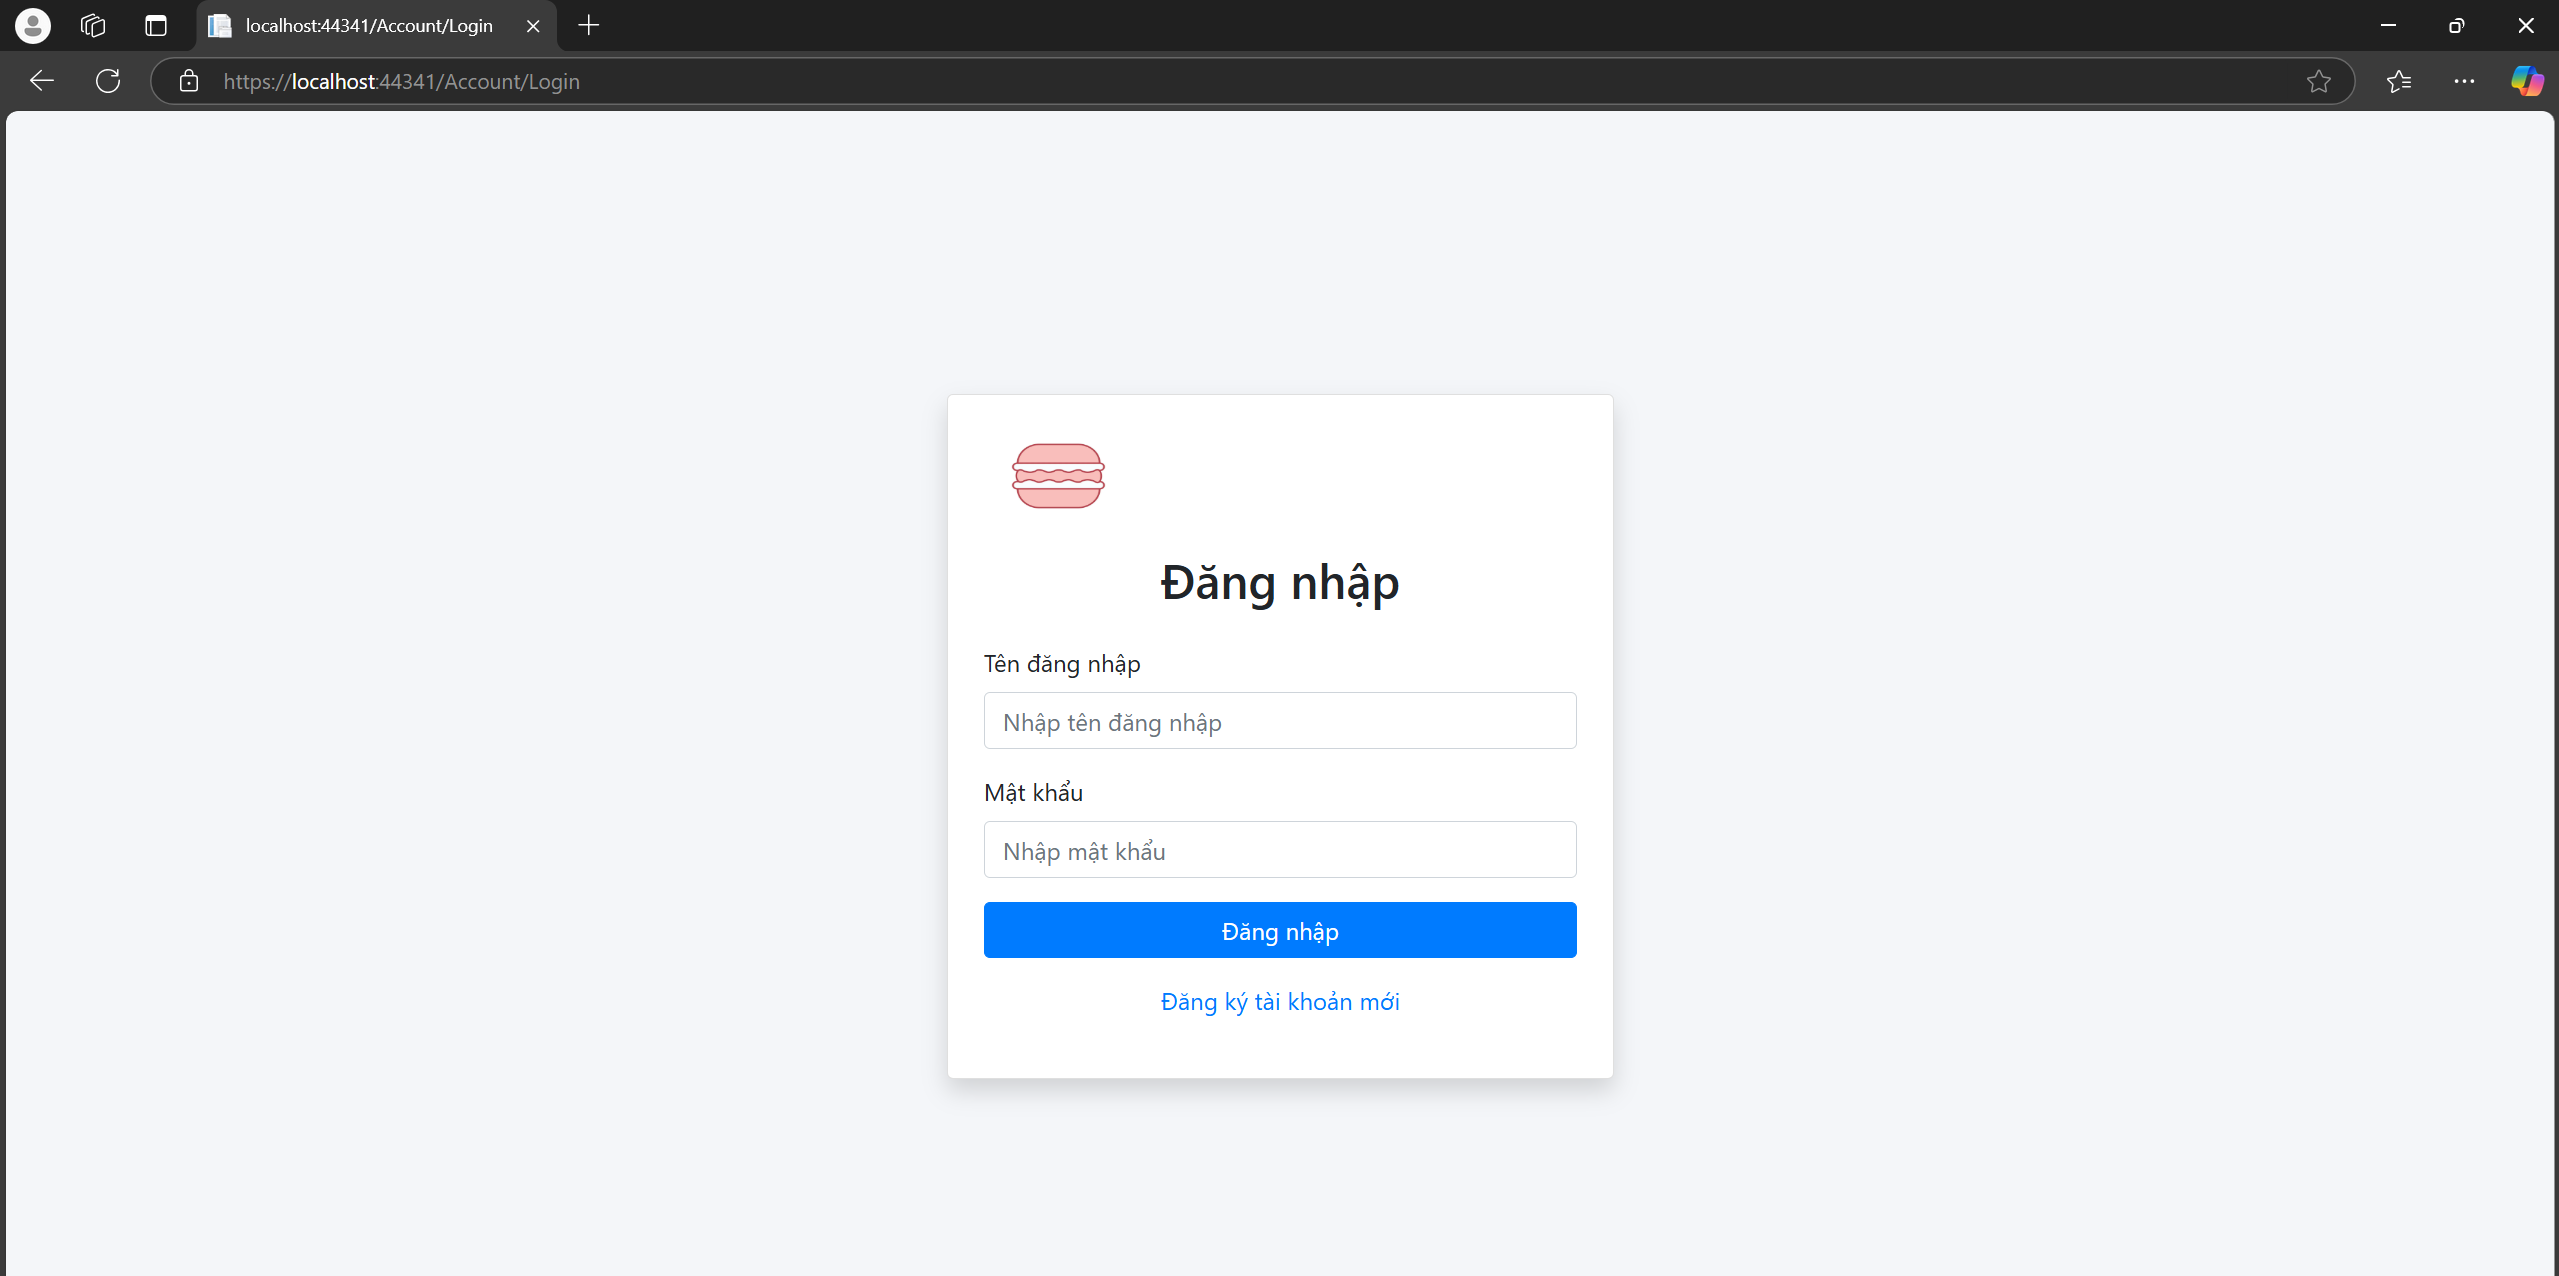 localhost:44341/Account/Login
https://localhost:44341/Account/Login
Đăng nhập
Tên đăng nhập
Nhập tên đăng nhập
Mật khẩu
Nhập mật khẩu
Đăng nhập
Đăng ký tài khoản mới